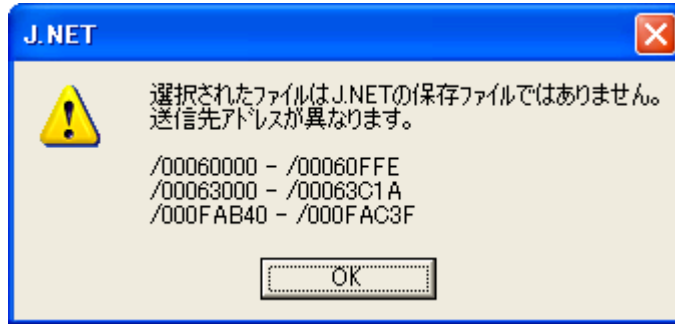 J.NET
選択されたファイルはJ.NETの保存ファイルではありません。
送信先アドレスが異なります。
/00060000 - /00060FFE
/00063000 - /00063C1A
/000FAB40 - /000FAC3F
OK